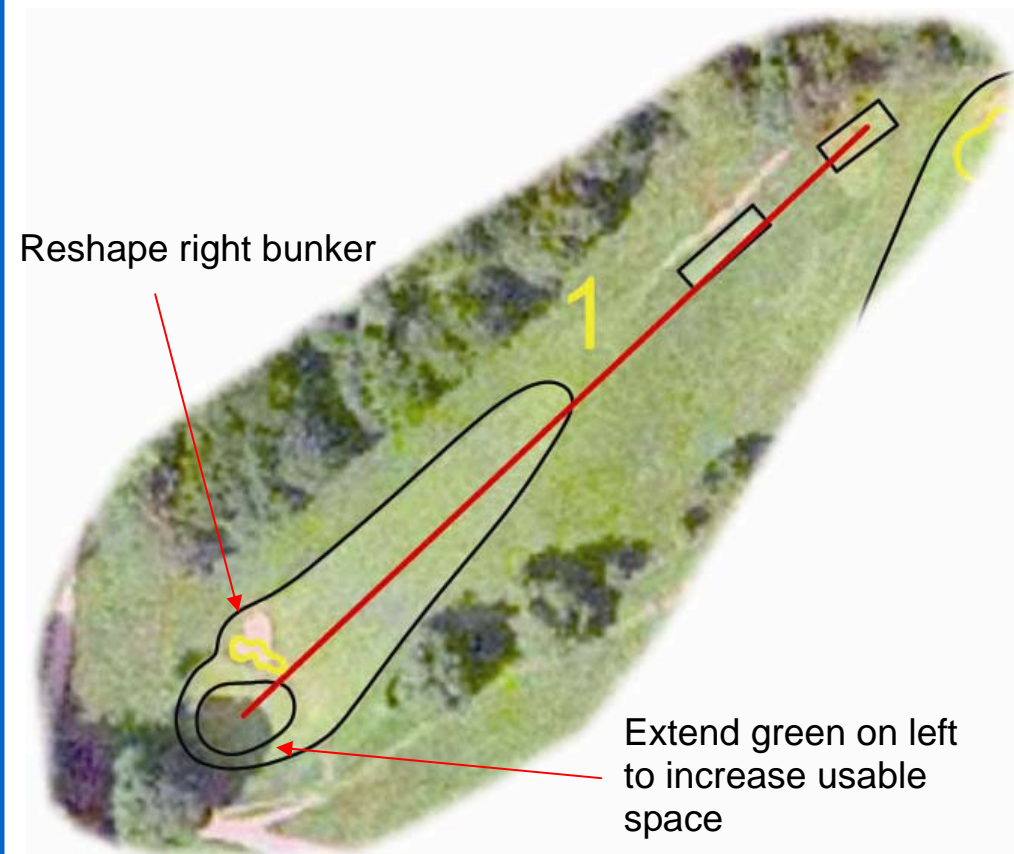 Reshape right bunker
1
Extend green on left
to increase usable
space